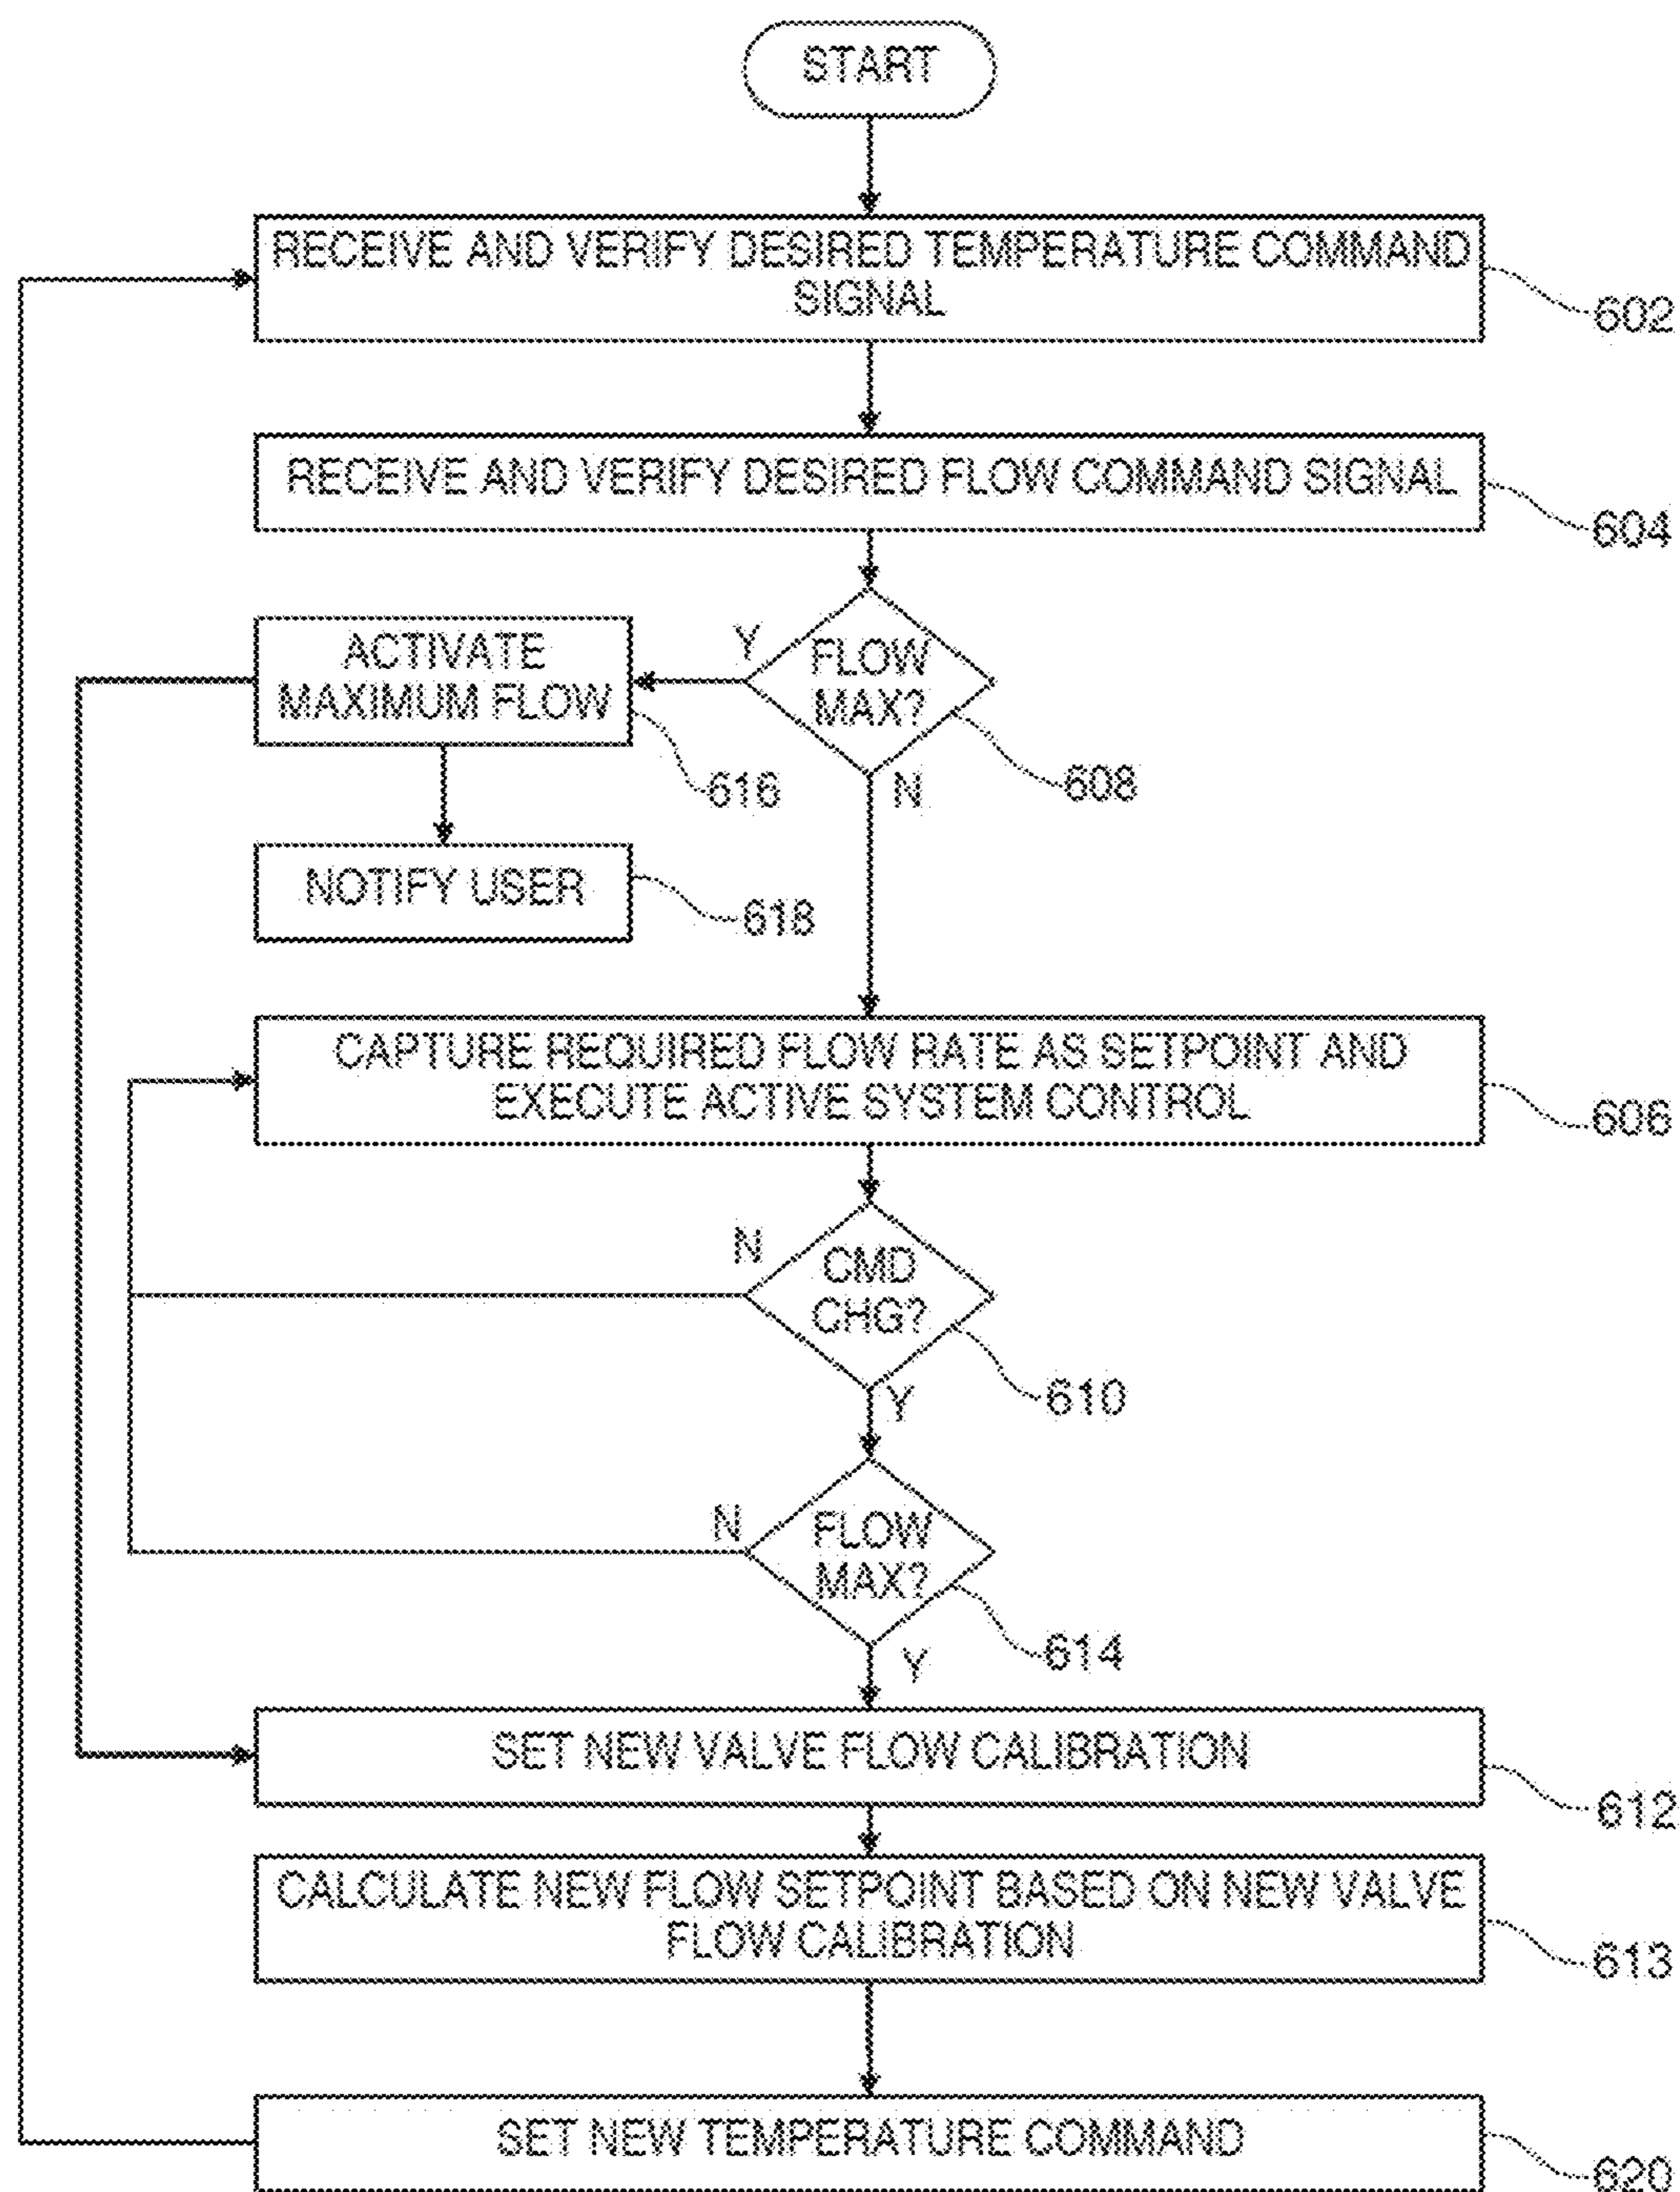 START
RECEIVE AND VERIFY DESIRED TEMPERATURE COMMAND
SIGNAL
602
RECEIVE AND VERIFY DESIRED FLOW COMMAND SIGNAL
604
ACTIVATE
MAXIMUM FLOW
Y
FLOW
MAX?
616
N
608
NOTIFY USER
618
CAPTURE REQUIRED FLOW RATE AS SETPOINT AND
EXECUTE ACTIVE SYSTEM CONTROL
606
N
CMD
CHG?
Y
610
N
FLOW
MAX?
Y
614
SET NEW VALVE FLOW CALIBRATION
612
CALCULATE NEW FLOW SETPOINT BASED ON NEW VALVE
FLOW CALIBRATION
613
SET NEW TEMPERATURE COMMAND
620